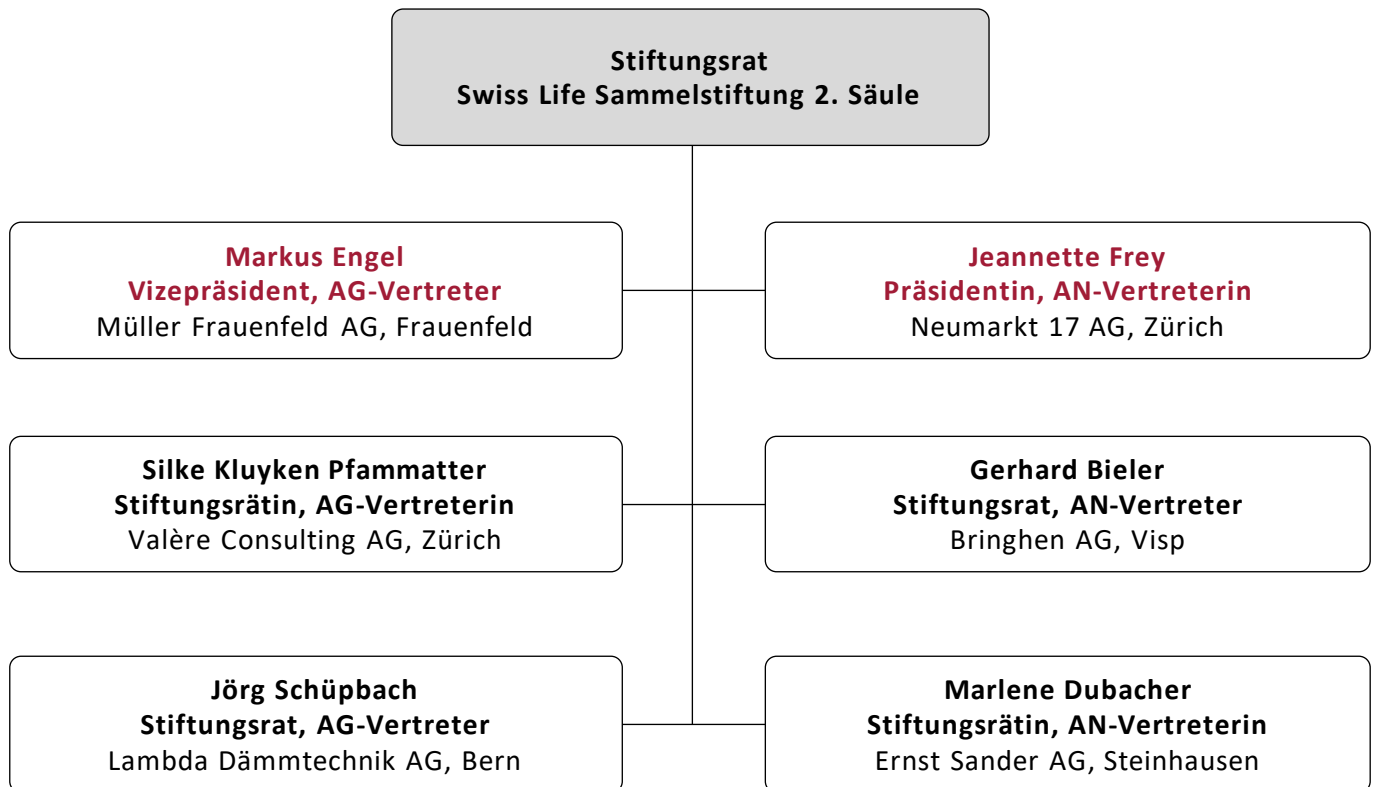 Stiftungsrat
Swiss Life Sammelstiftung 2. Säule
Markus Engel
Vizepräsident, AG-Vertreter
Müller Frauenfeld AG, Frauenfeld
Jeannette Frey
Präsidentin, AN-Vertreterin
Neumarkt 17 AG, Zürich
Silke Kluyken Pfammatter
Stiftungsrätin, AG-Vertreterin
Valère Consulting AG, Zürich
Gerhard Bieler
Stiftungsrat, AN-Vertreter
Bringhen AG, Visp
Jörg Schüpbach
Stiftungsrat, AG-Vertreter
Lambda Dämmtechnik AG, Bern
Marlene Dubacher
Stiftungsrätin, AN-Vertreterin
Ernst Sander AG, Steinhausen